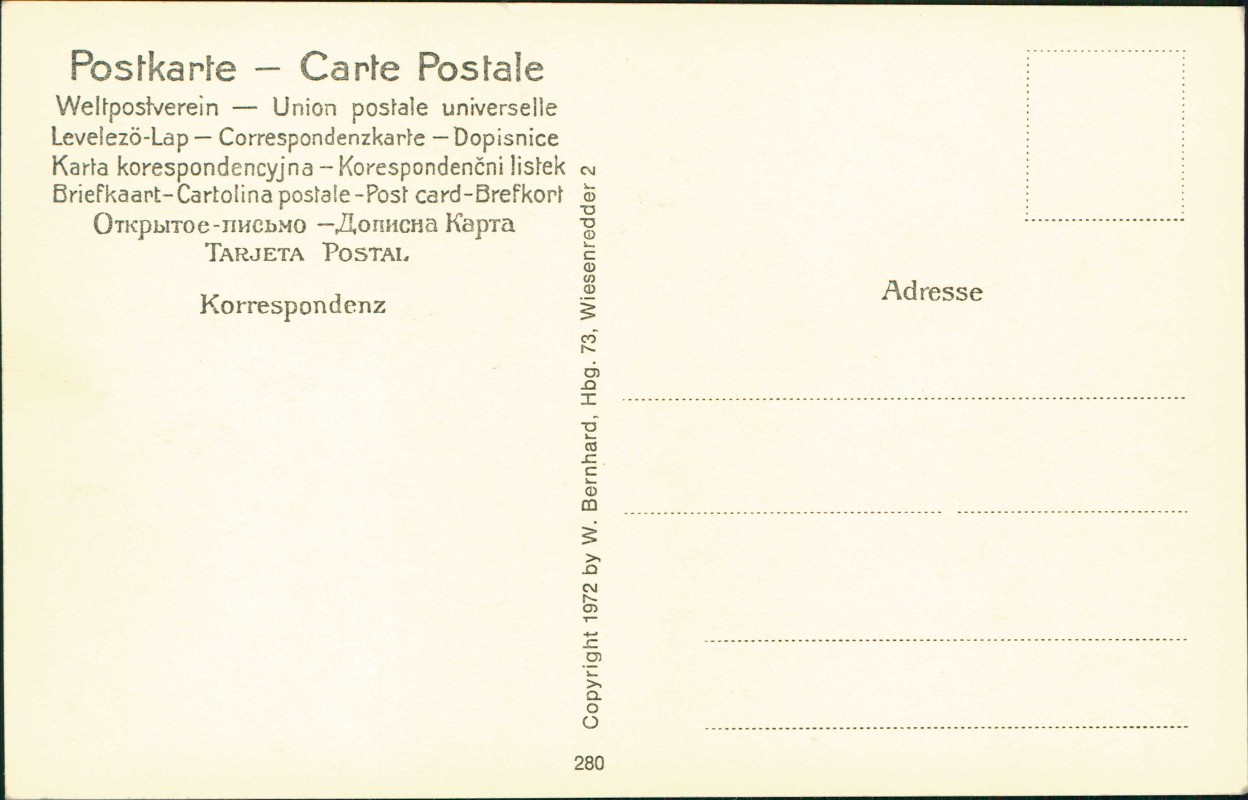 Postkarte – Carte Postale
Weltpostverein — Union postale universelle
Levelezö-Lap – Correspondenzkarte – Dopisnice
Karta korespondencyjna – Korespondenčni listek
Briefkaart-Cartolina postale-Post card-Brefkort
Открытое-письмо –Дописна Карта
TARJETA POSTAL
Korrespondenz
Copyright 1972 by W. Bernhard, Hbg. 73, Wiesenredder 2
280
Adresse